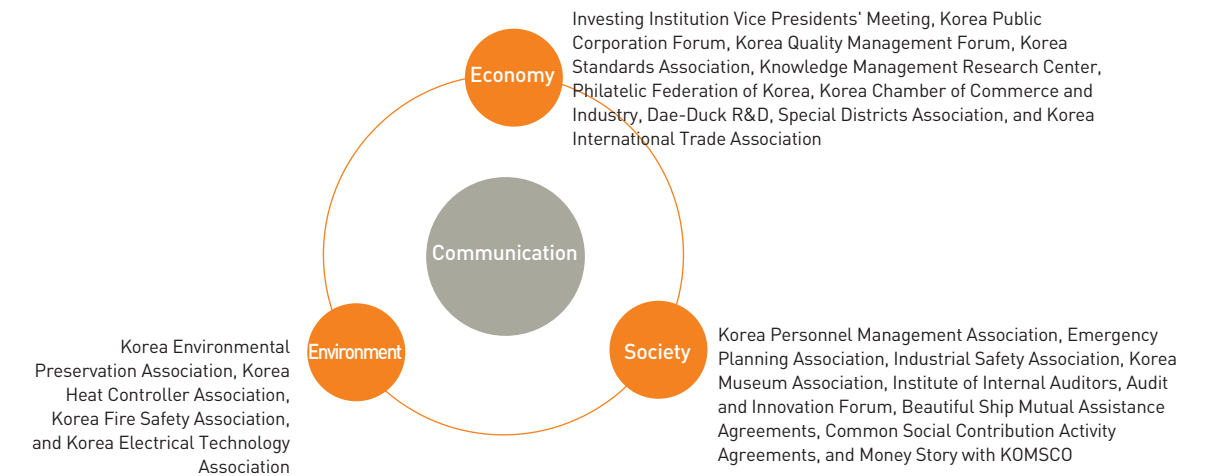 Economy
Investing Institution Vice Presidents' Meeting, Korea Public
Corporation Forum, Korea Quality Management Forum, Korea
Standards Association, Knowledge Management Research Center,
Philatelic Federation of Korea, Korea Chamber of Commerce and
Industry, Dae-Duck R&D, Special Districts Association, and Korea
International Trade Association
Communication
Environment
Korea Environmental
Preservation Association, Korea
Heat Controller Association,
Korea Fire Safety Association,
and Korea Electrical Technology
Association
Society
Korea Personnel Management Association, Emergency
Planning Association, Industrial Safety Association, Korea
Museum Association, Institute of Internal Auditors, Audit
and Innovation Forum, Beautiful Ship Mutual Assistance
Agreements, Common Social Contribution Activity
Agreements, and Money Story with KOMSCO